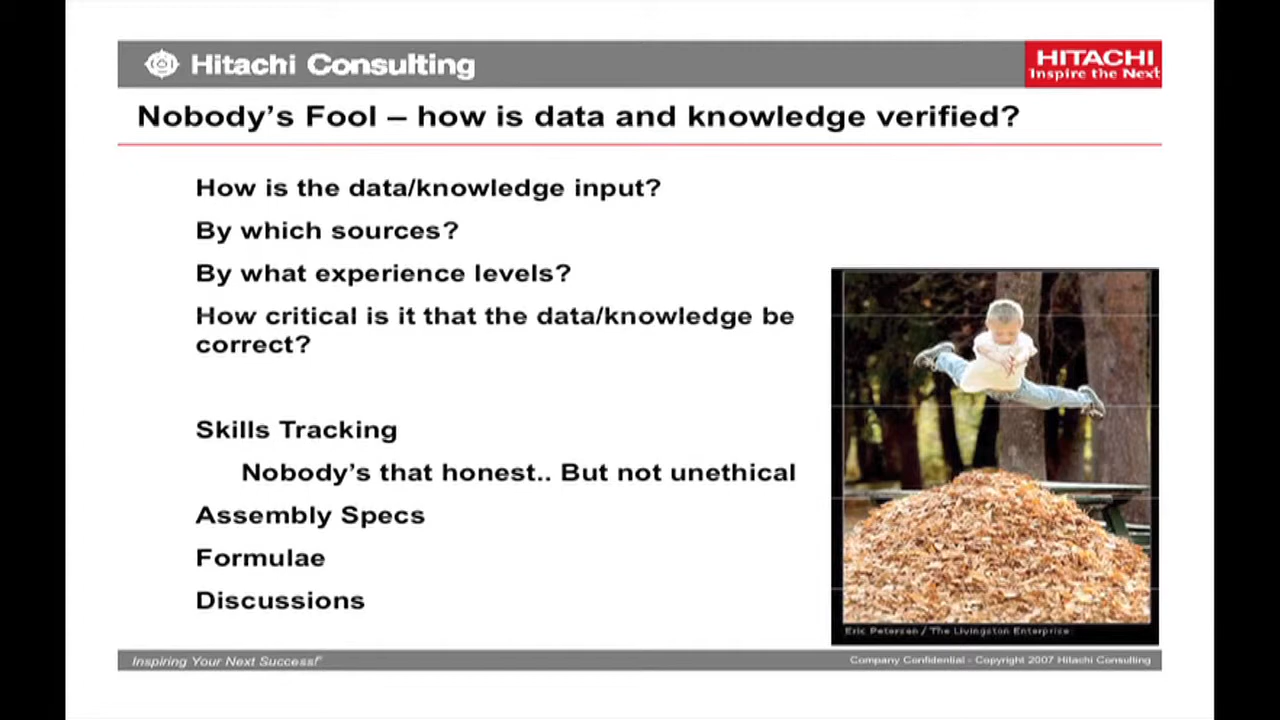 Hitachi Consulting
HITACHI
Inspire the Next
Nobody's Fool – how is data and knowledge verified?
How is the data/knowledge input?
By which sources?
By what experience levels?
How critical is it that the data/knowledge be
correct?
Skills Tracking
Nobody's that honest.. But not unethical
Assembly Specs
Formulae
Discussions
Eric Petersen / The Livingston Enterprise
Inspiring Your Next Success!
Company Confidential - Copyright 2007 Hitachi Consulting